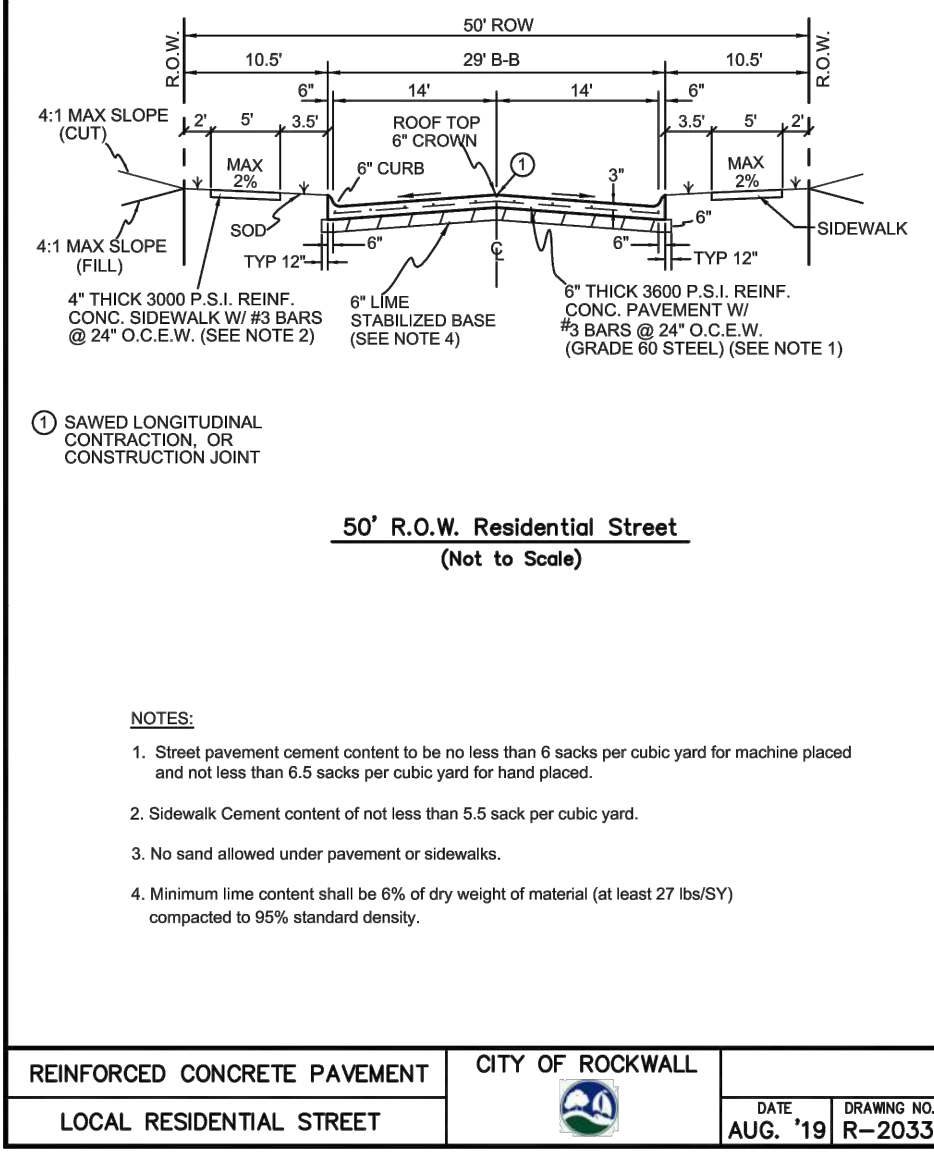 50' ROW
R.O.W.
10.5'
29' B-B
10.5'
R.O.W.
6"
14'
14'
6"
4:1 MAX SLOPE
(CUT)
2'
5'
3.5'
ROOF TOP
6" CROWN
3.5'
5'
2'
MAX
2%
6" CURB
1
3"
MAX
2%
SOD
6"
SIDEWALK
4:1 MAX SLOPE
(FILL)
6"
6"
TYP 12"
℄
TYP 12"
4" THICK 3000 P.S.I. REINF.
CONC. SIDEWALK W/ #3 BARS
@ 24" O.C.E.W. (SEE NOTE 2)
6" LIME
STABILIZED BASE
(SEE NOTE 4)
6" THICK 3600 P.S.I. REINF.
CONC. PAVEMENT W/
#3 BARS @ 24" O.C.E.W.
(GRADE 60 STEEL) (SEE NOTE 1)
1 SAWED LONGITUDINAL
CONTRACTION, OR
CONSTRUCTION JOINT
50' R.O.W. Residential Street
(Not to Scale)
NOTES:
1. Street pavement cement content to be no less than 6 sacks per cubic yard for machine placed
and not less than 6.5 sacks per cubic yard for hand placed.
2. Sidewalk Cement content of not less than 5.5 sack per cubic yard.
3. No sand allowed under pavement or sidewalks.
4. Minimum lime content shall be 6% of dry weight of material (at least 27 lbs/SY)
compacted to 95% standard density.
REINFORCED CONCRETE PAVEMENT
LOCAL RESIDENTIAL STREET
CITY OF ROCKWALL
DATE
AUG. '19
DRAWING NO.
R-2033